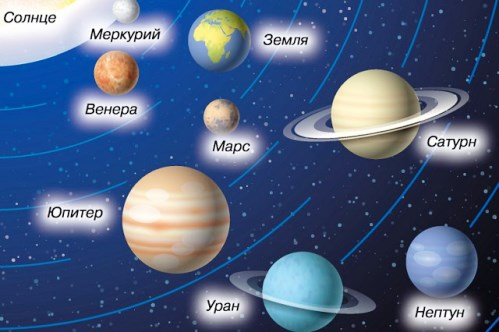 Солнце
Меркурий
Земля
Венера
Марс
Сатурн
Юпитер
Уран
Нептун